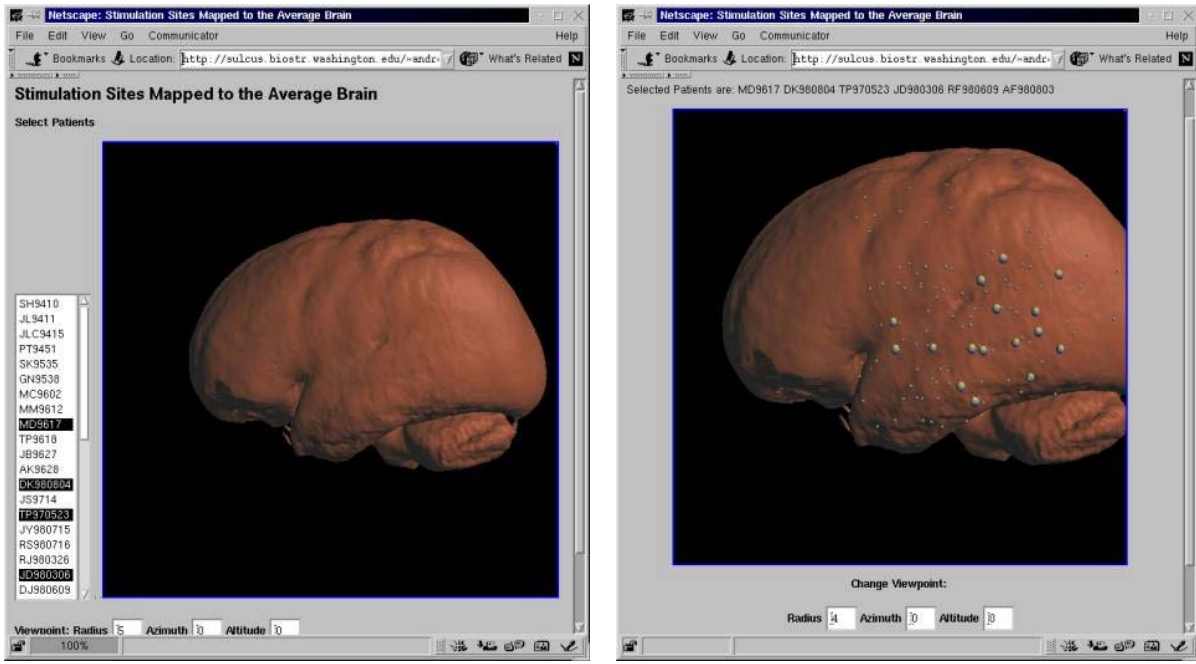 Netscape: Stimulation Sites Mapped to the Average Brain
File Edit View Go Communicator Help
Bookmarks Location: http://sulcus.biostr.washington.edu/~andr What's Related N
Stimulation Sites Mapped to the Average Brain
Select Patients
SH9410
JL9411
JLC9415
PT9451
SK9535
GN9538
MC9602
MM9612
MD9617
TP9618
JB9627
AK9628
DK980804
JS9714
TP970523
JY980715
RS980716
RJ980326
JD980306
DJ980609
Viewpoint: Radius 5 Azimuth 0 Altitude 0
100%
Netscape: Stimulation Sites Mapped to the Average Brain
File Edit View Go Communicator Help
Bookmarks Location: http://sulcus.biostr.washington.edu/~andr What's Related N
Selected Patients are: MD9617 DK980804 TP970523 JD980306 RF980609 AF980803
Change Viewpoint:
Radius 4 Azimuth 0 Altitude 0